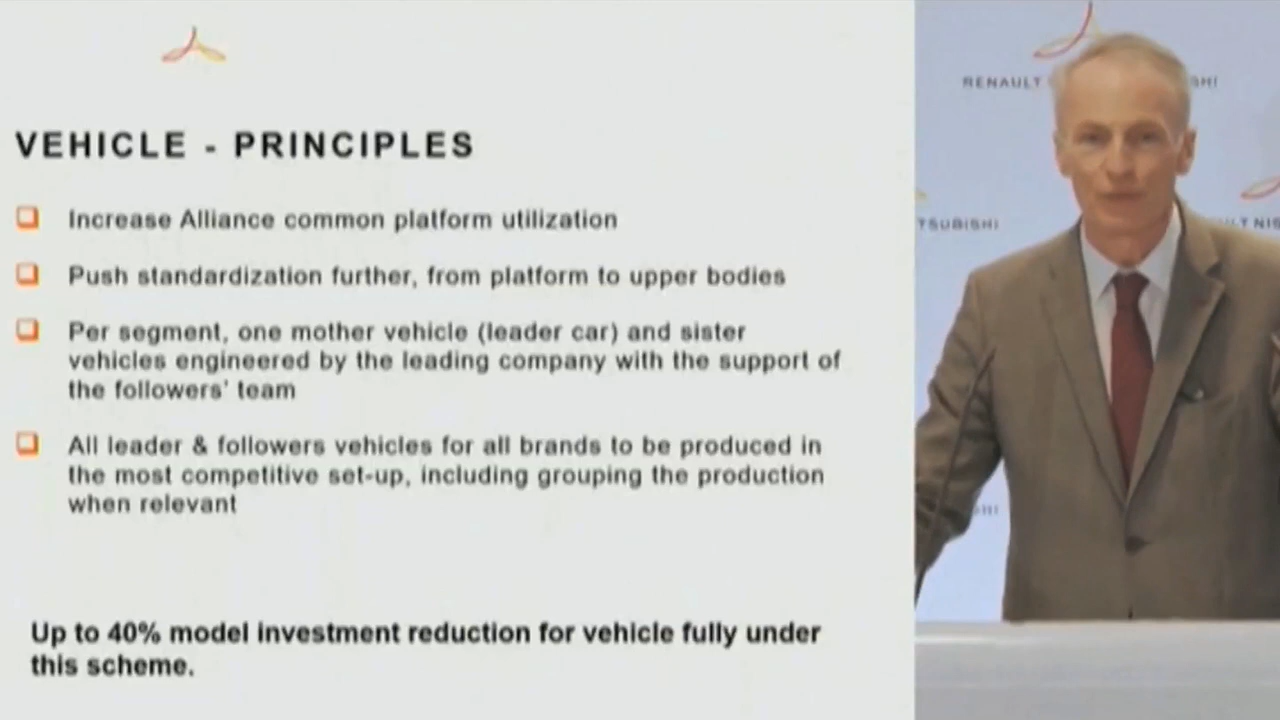 VEHICLE - PRINCIPLES
Increase Alliance common platform utilization
Push standardization further, from platform to upper bodies
Per segment, one mother vehicle (leader car) and sister
vehicles engineered by the leading company with the support of
the followers' team
All leader & followers vehicles for all brands to be produced in
the most competitive set-up, including grouping the production
when relevant
Up to 40% model investment reduction for vehicle fully under
this scheme.
RENAULT
SHI
TSUBISHI
LT NIS